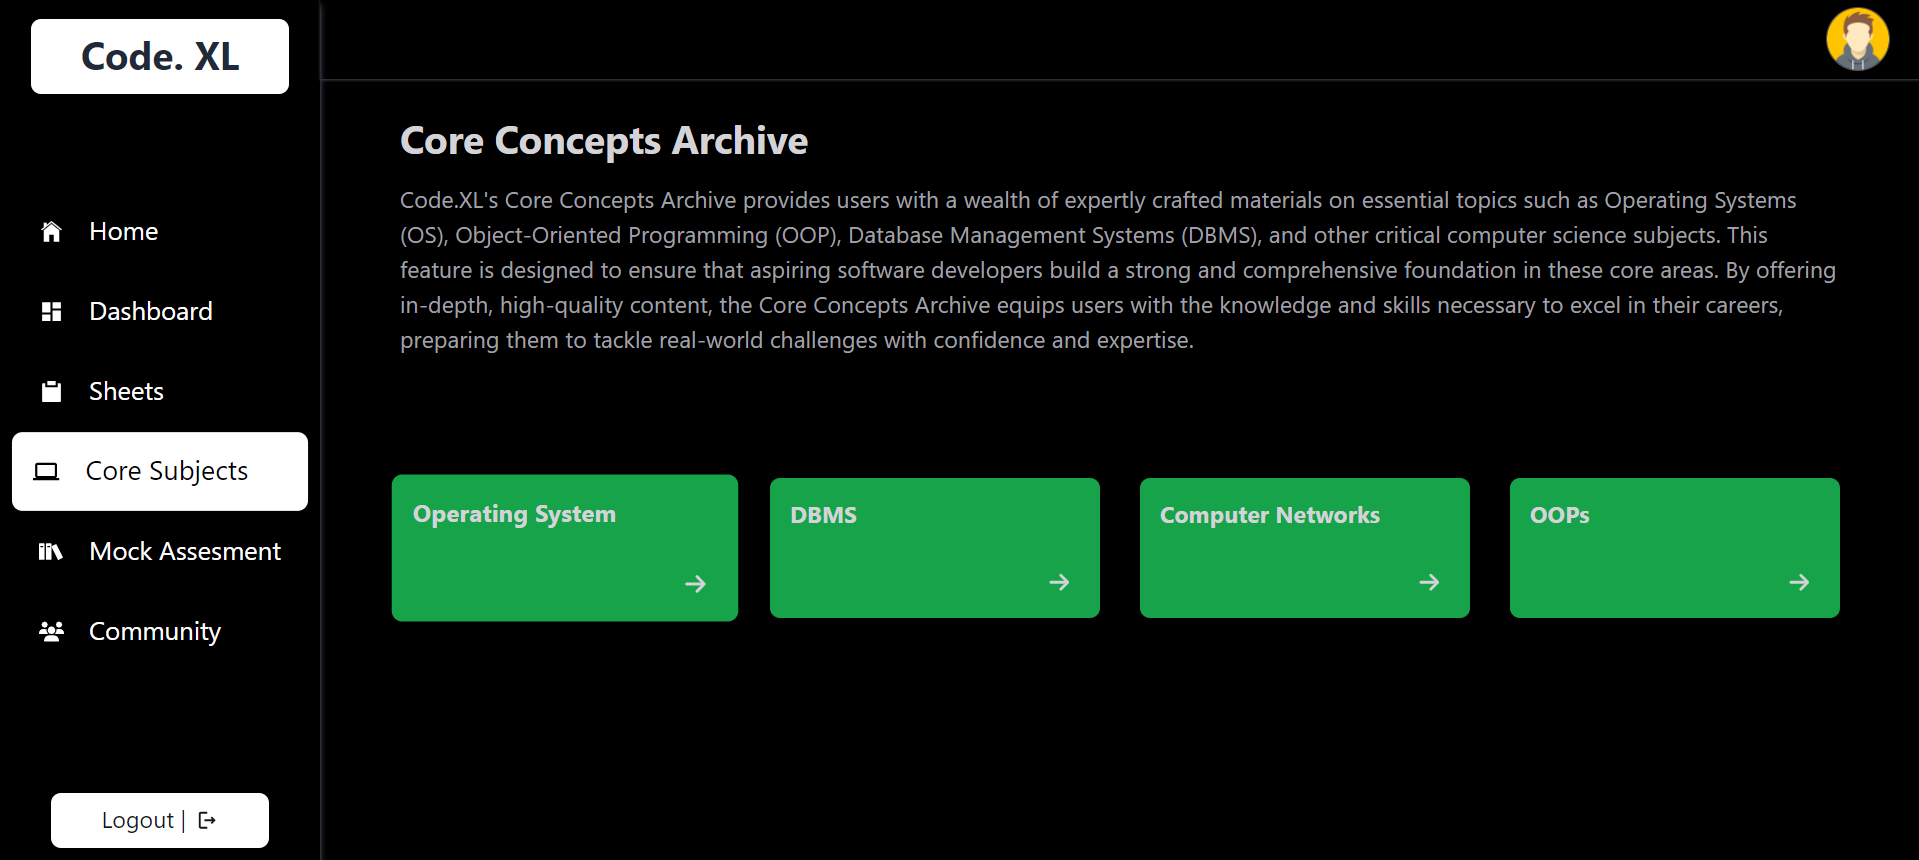 Code. XL
Home
Dashboard
Sheets
Core Subjects
Mock Assesment
Community
Logout |
Core Concepts Archive
Code.XL's Core Concepts Archive provides users with a wealth of expertly crafted materials on essential topics such as Operating Systems
(OS), Object-Oriented Programming (OOP), Database Management Systems (DBMS), and other critical computer science subjects. This
feature is designed to ensure that aspiring software developers build a strong and comprehensive foundation in these core areas. By offering
in-depth, high-quality content, the Core Concepts Archive equips users with the knowledge and skills necessary to excel in their careers,
preparing them to tackle real-world challenges with confidence and expertise.
Operating System
DBMS
Computer Networks
OOPs